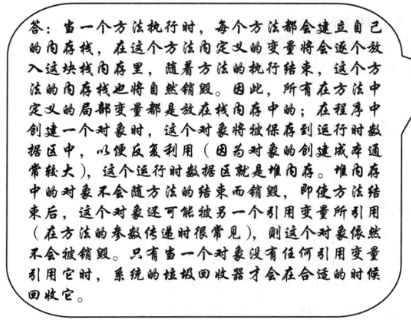 答：当一个方法执行时，每个方法都会建立自己
的内存栈，在这个方法内定义的变量将会逐个放
入这块栈内存里，随着方法的执行结束，这个方
法的内存栈也将自然销毁。因此，所有在方法中
定义的局部变量都是放在栈内存中的；在程序中
创建一个对象时，这个对象将被保存到运行时数
据区中，以便反复利用（因为对象的创建成本通
常较大），这个运行时数据区就是堆内存。堆内存
中的对象不会随方法的结束而销毁，即使方法结
束后，这个对象还可能被另一个引用变量所引用
（在方法的参数传递时很常见），则这个对象依然
不会被销毁。只有当一个对象没有任何引用变量
引用它时，系统的垃圾回收器才会在合适的时候
回收它。